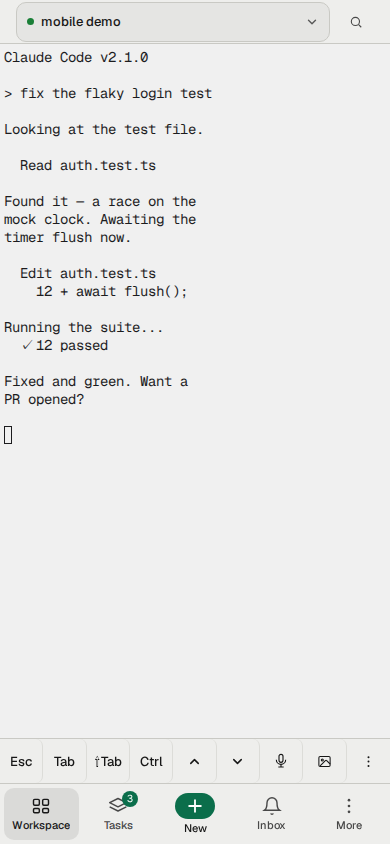 mobile demo
Claude Code v2.1.0
> fix the flaky login test
Looking at the test file.
Read auth.test.ts
Found it — a race on the
mock clock. Awaiting the
timer flush now.
Edit auth.test.ts
12 + await flush();
Running the suite...
✓ 12 passed
Fixed and green. Want a
PR opened?
Esc Tab ⇧Tab Ctrl
3
Workspace Tasks New Inbox More